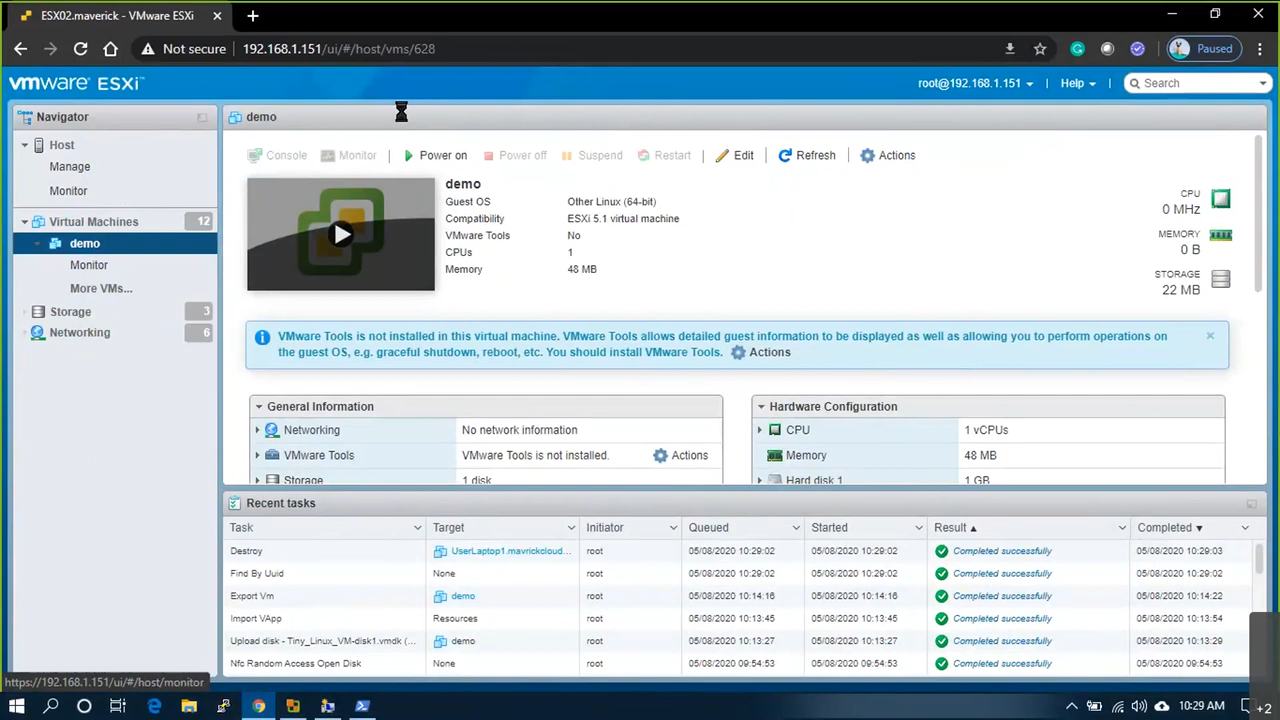 ESX02.maverick - VMware ESXi
Not secure 192.168.1.151/ui/#/host/vms/628 Paused
vmware ESXi™ root@192.168.1.151 Help Search
Navigator
Host
Manage
Monitor
Virtual Machines 12
demo
Monitor
More VMs...
Storage 3
Networking 6
demo
Console Monitor Power on Power off Suspend Restart Edit Refresh Actions
demo
Guest OS Other Linux (64-bit)
Compatibility ESXi 5.1 virtual machine
VMware Tools No
CPUs 1
Memory 48 MB
CPU
0 MHz
MEMORY
0 B
STORAGE
22 MB
VMware Tools is not installed in this virtual machine. VMware Tools allows detailed guest information to be displayed as well as allowing you to perform operations on
the guest OS, e.g. graceful shutdown, reboot, etc. You should install VMware Tools. Actions
General Information
Networking No network information
VMware Tools VMware Tools is not installed. Actions
Storage 1 disk
Hardware Configuration
CPU 1 vCPUs
Memory 48 MB
Hard disk 1 1 GB
Recent tasks
Task Target Initiator Queued Started Result Completed
Destroy UserLaptop1.mavrickcloud... root 05/08/2020 10:29:02 05/08/2020 10:29:02 Completed successfully 05/08/2020 10:29:03
Find By Uuid None root 05/08/2020 10:29:02 05/08/2020 10:29:02 Completed successfully 05/08/2020 10:29:02
Export Vm demo root 05/08/2020 10:14:16 05/08/2020 10:14:16 Completed successfully 05/08/2020 10:14:22
Import VApp Resources root 05/08/2020 10:13:45 05/08/2020 10:13:45 Completed successfully 05/08/2020 10:13:54
Upload disk - Tiny_Linux_VM-disk1.vmdk (... demo root 05/08/2020 10:13:27 05/08/2020 10:13:27 Completed successfully 05/08/2020 10:13:29
Nfc Random Access Open Disk None root 05/08/2020 09:54:53 05/08/2020 09:54:53 Completed successfully 05/08/2020 09:54:53
https://192.168.1.151/ui/#/host/monitor
10:29 AM +2